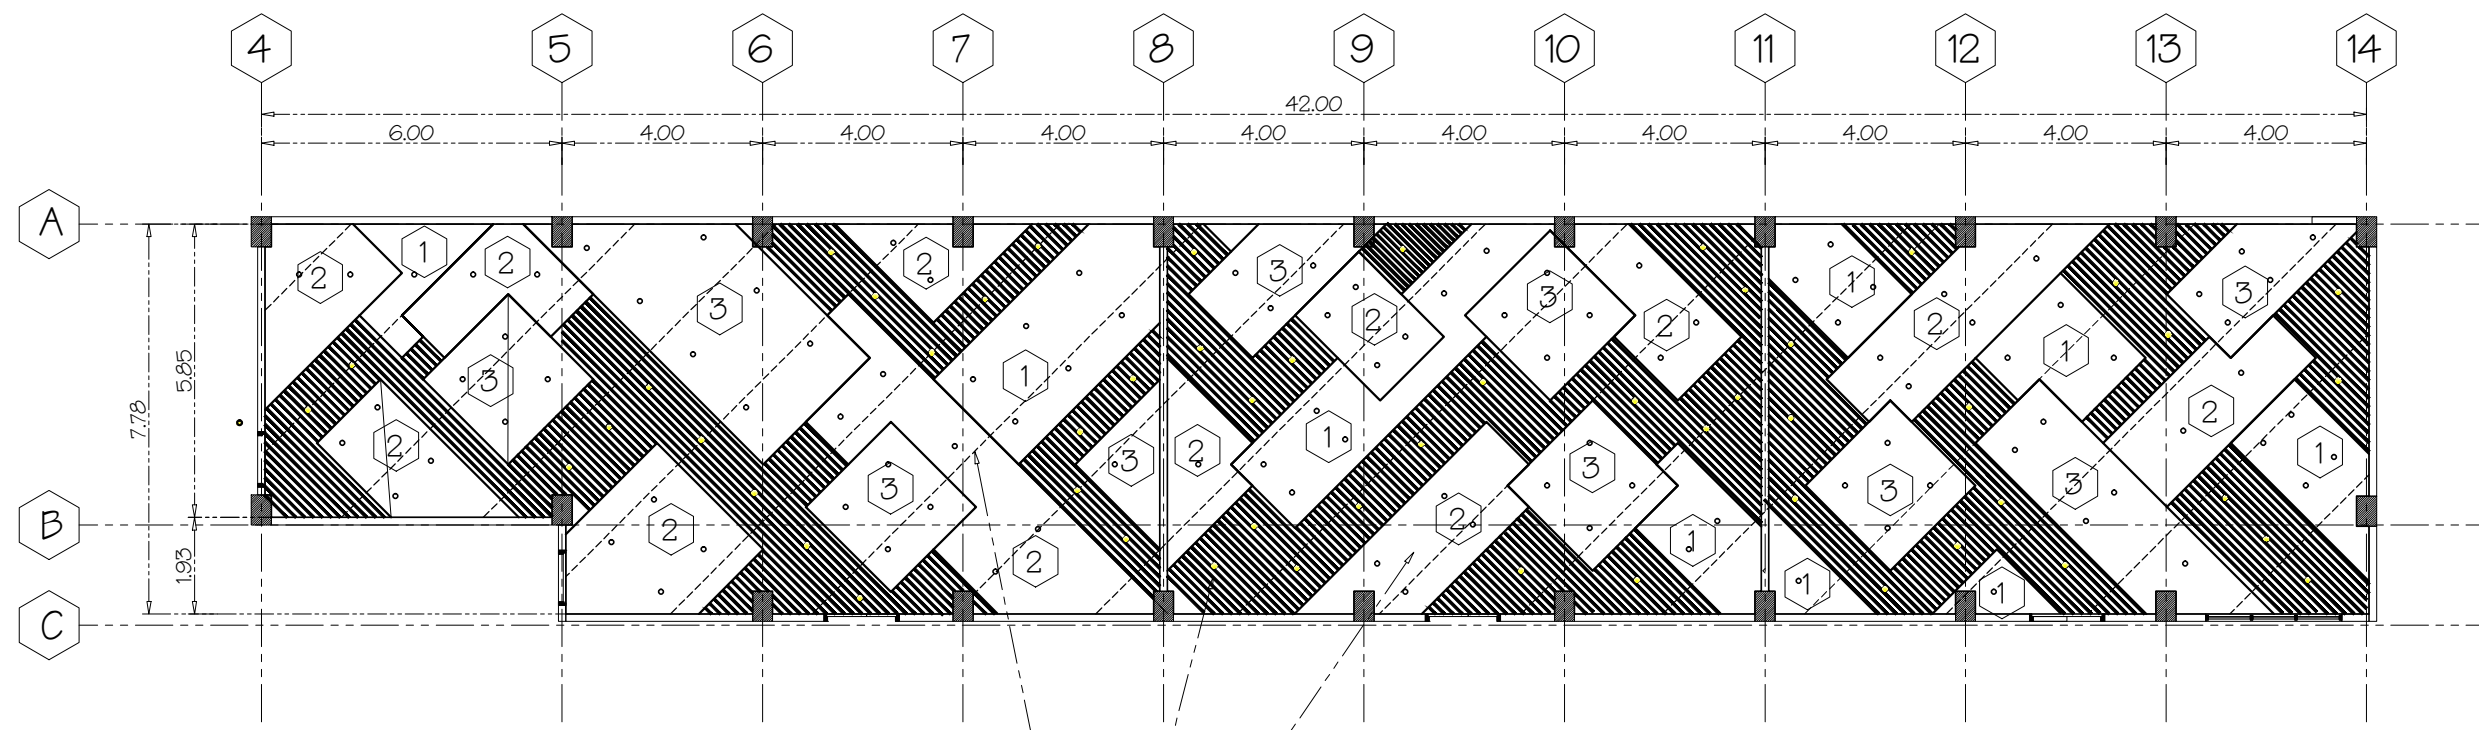 4 5 6 7 8 9 10 11 12 13 14
42.00
6.00 4.00 4.00 4.00 4.00 4.00 4.00 4.00 4.00 4.00
A
1 2 2 2 3 1 3 2
3 2 3 2 3 2 1
7.78 5.85 3 1 1 2
2 3 2 1 1
B
3 3 2 3 3 3
2 2 1
1.93 2 1 1
C